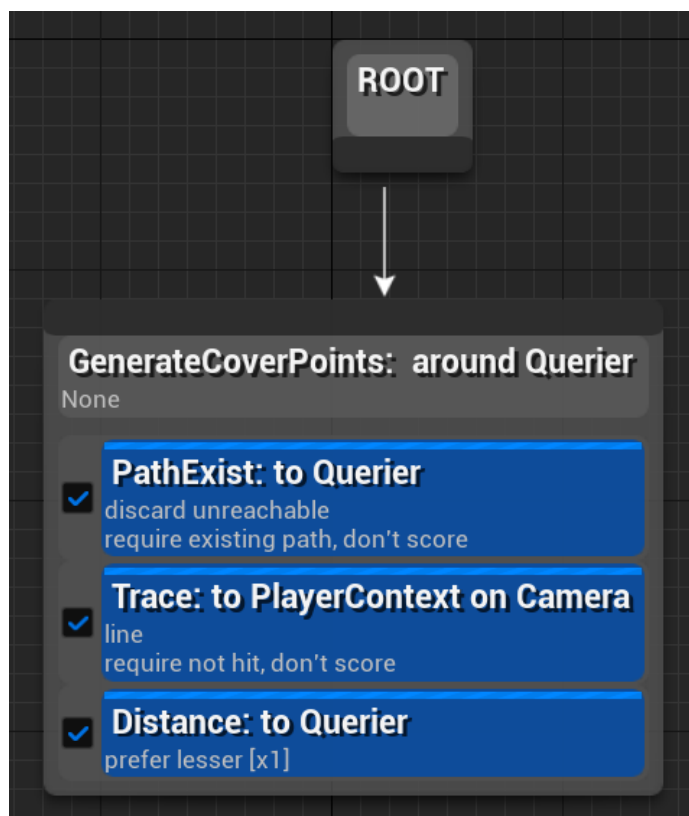 ROOT
GenerateCoverPoints: around Querier
None
PathExist: to Querier
discard unreachable
require existing path, don't score
Trace: to PlayerContext on Camera
line
require not hit, don't score
Distance: to Querier
prefer lesser [x1]